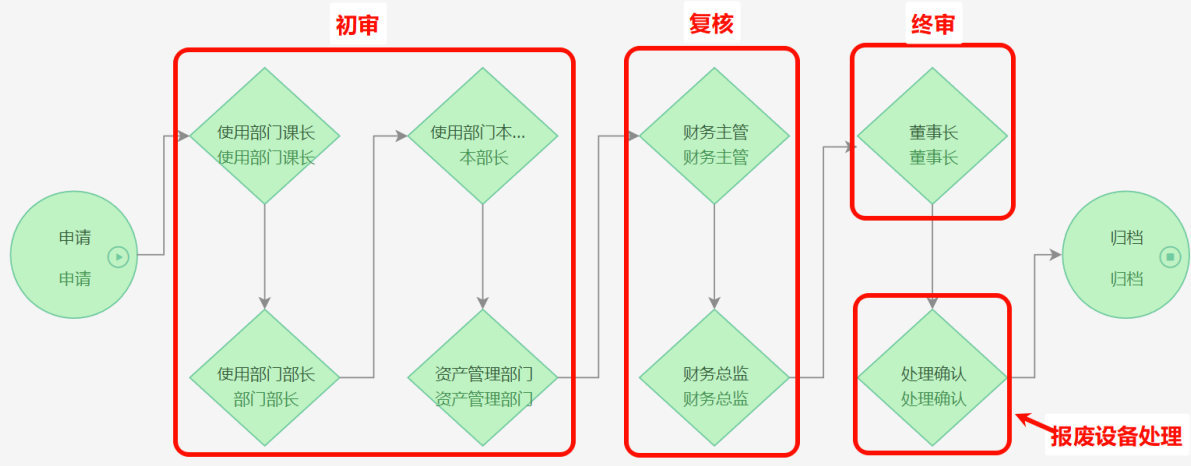 初审
复核
终审
申请
申请
使用部门课长
使用部门课长
使用部门部长
部门部长
使用部门本...
本部长
资产管理部门
资产管理部门
财务主管
财务主管
财务总监
财务总监
董事长
董事长
处理确认
处理确认
报废设备处理
归档
归档